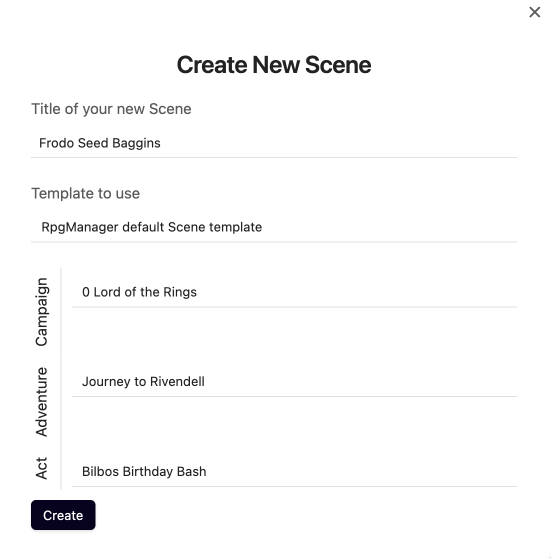 Create New Scene
Title of your new Scene
Frodo Seed Baggins
Template to use
RpgManager default Scene template
Campaign
0 Lord of the Rings
Adventure
Journey to Rivendell
Act
Bilbos Birthday Bash
Create